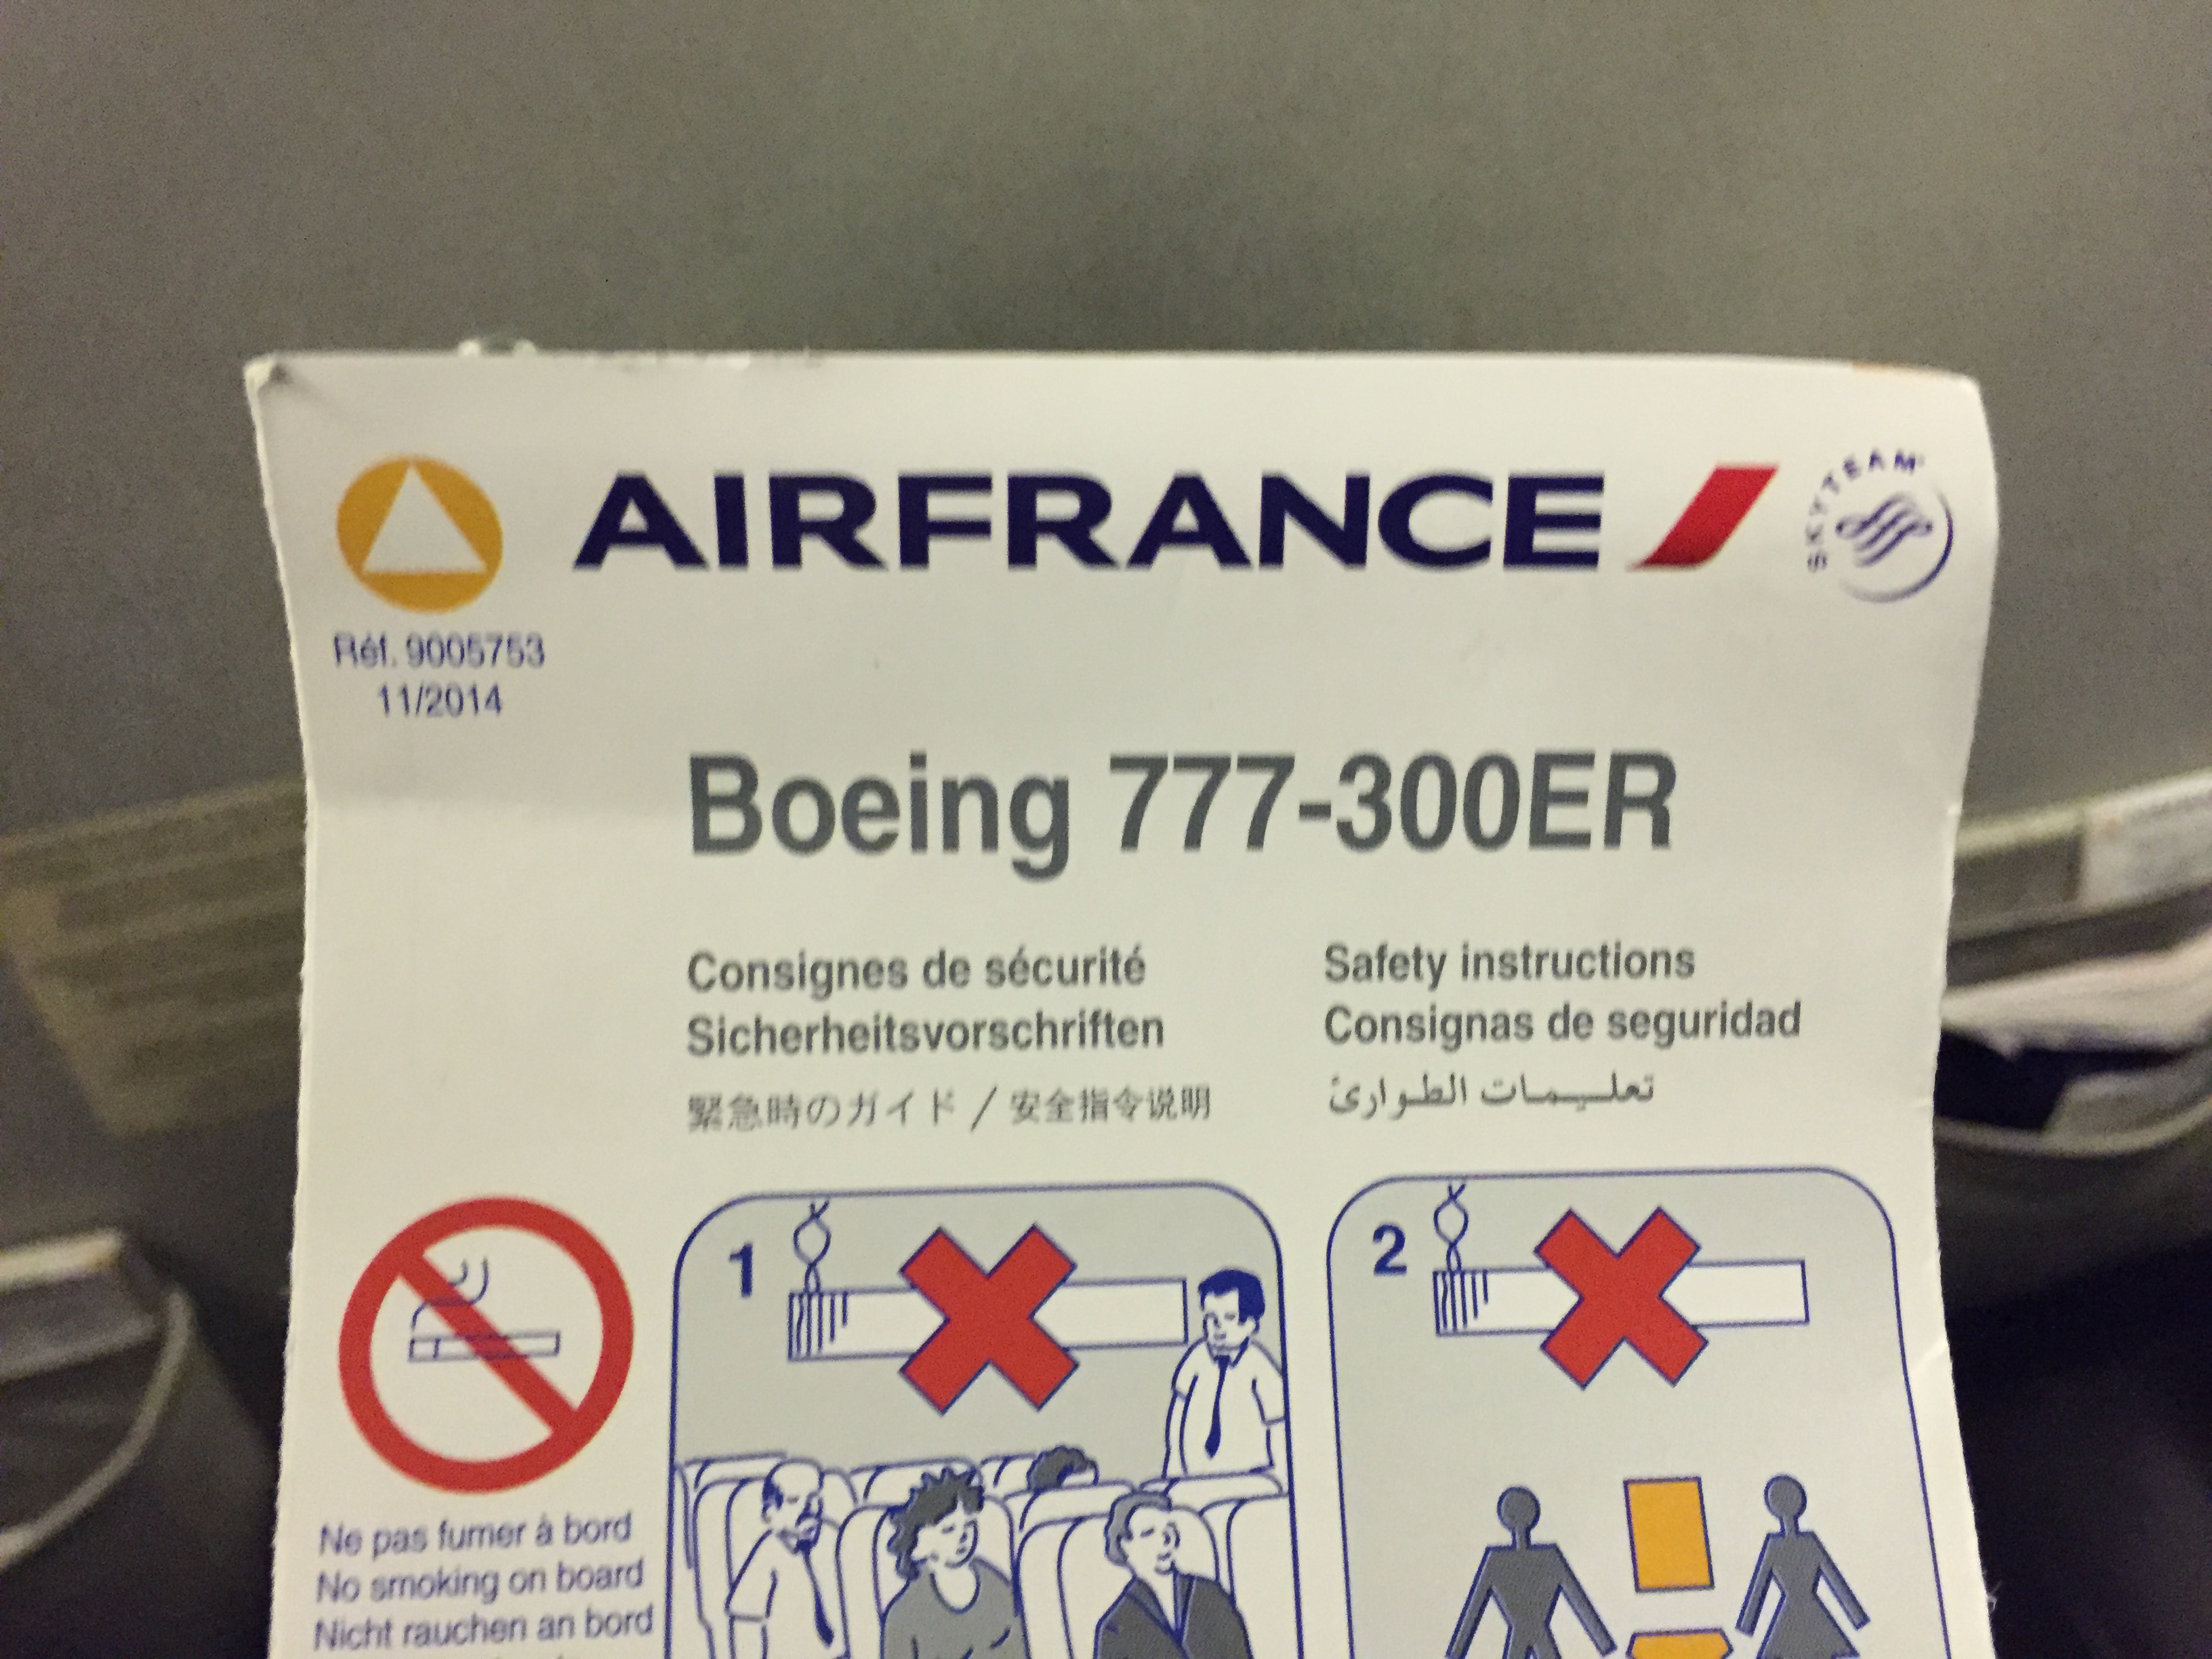 AIRFRANCE
SKYTEAM
Réf. 9005753
11/2014
Boeing 777-300ER
Consignes de sécurité
Safety instructions
Sicherheitsvorschriften
Consignas de seguridad
緊急時のガイド / 安全指令说明
تعليمات الطوارئ
1
2
Ne pas fumer à bord
No smoking on board
Nicht rauchen an bord